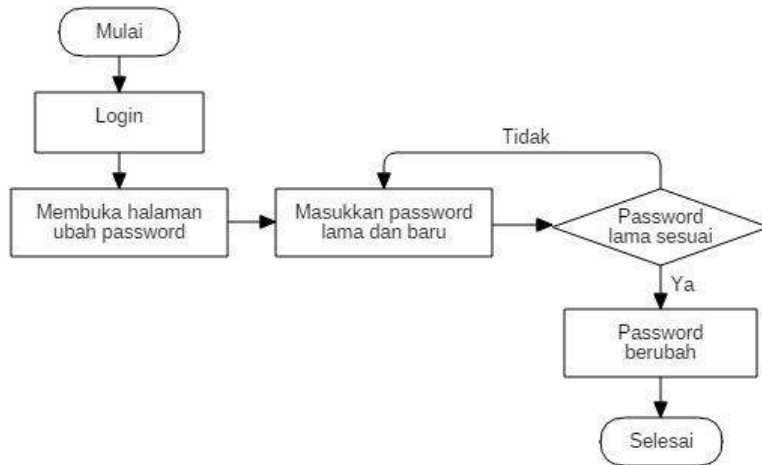 Mulai
Login
Tidak
Membuka halaman
ubah password
Masukkan password
lama dan baru
Password
lama sesuai
Ya
Password
berubah
Selesai